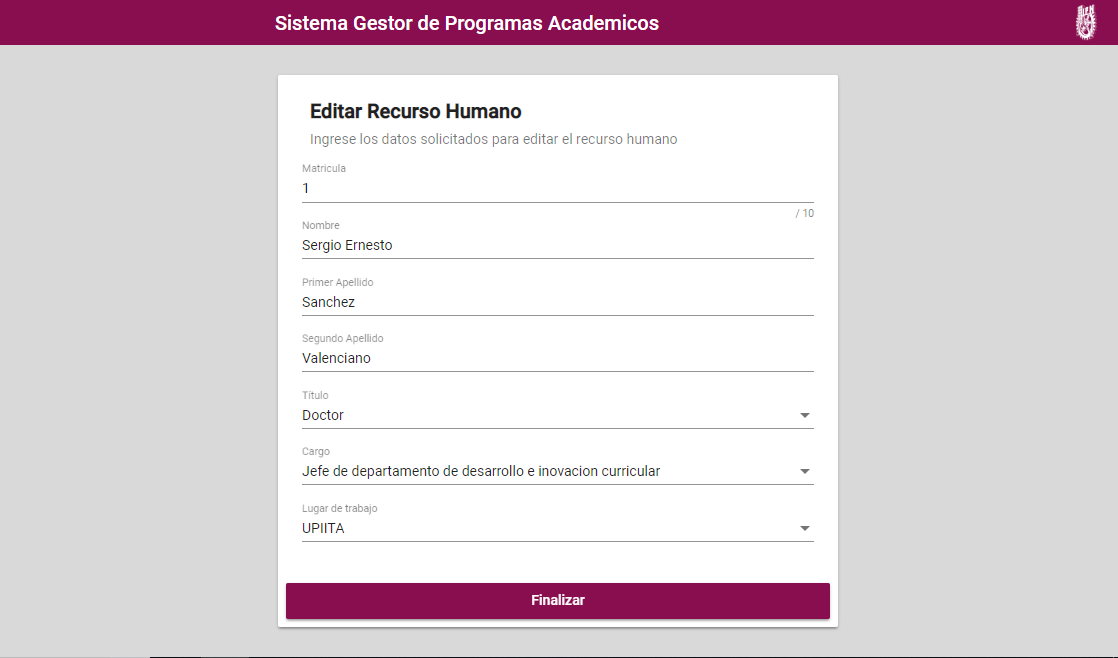 Sistema Gestor de Programas Academicos
Editar Recurso Humano
Ingrese los datos solicitados para editar el recurso humano
Matricula
1
/ 10
Nombre
Sergio Ernesto
Primer Apellido
Sanchez
Segundo Apellido
Valenciano
Título
Doctor
Cargo
Jefe de departamento de desarrollo e inovacion curricular
Lugar de trabajo
UPIITA
Finalizar